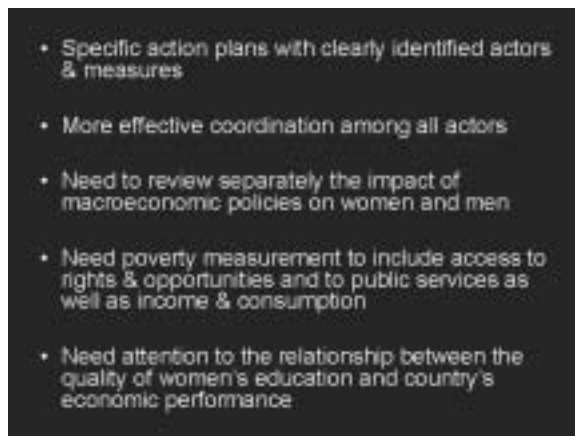 • Specific action plans with clearly identified actors
& measures
• More effective coordination among all actors
• Need to review separately the impact of
macroeconomic policies on women and men
• Need poverty measurement to include access to
rights & opportunities and to public services as
well as income & consumption
• Need attention to the relationship between the
quality of women's education and country's
economic performance